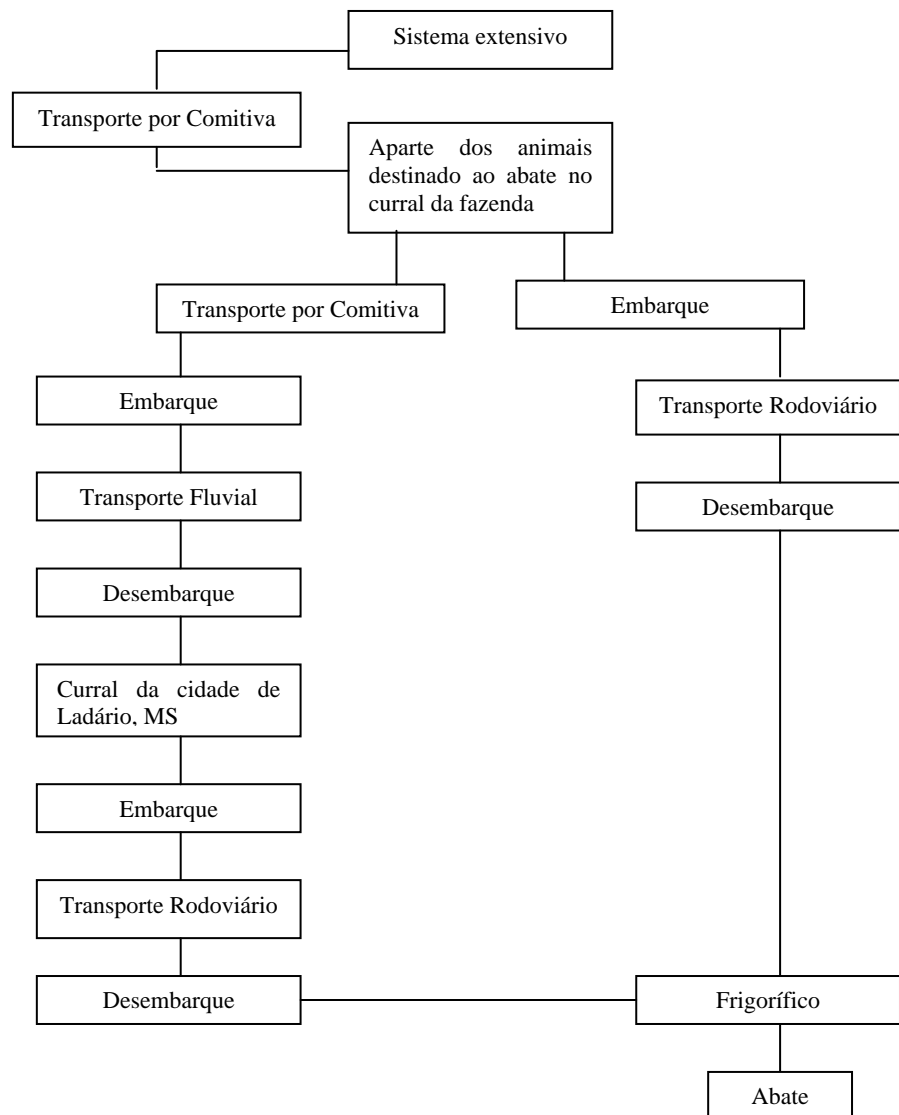 Sistema extensivo
Transporte por Comitiva
Aparte dos animais
destinado ao abate no
curral da fazenda
Transporte por Comitiva
Embarque
Embarque
Transporte Rodoviário
Transporte Fluvial
Desembarque
Desembarque
Curral da cidade de
Ladário, MS
Embarque
Transporte Rodoviário
Desembarque
Frigorífico
Abate